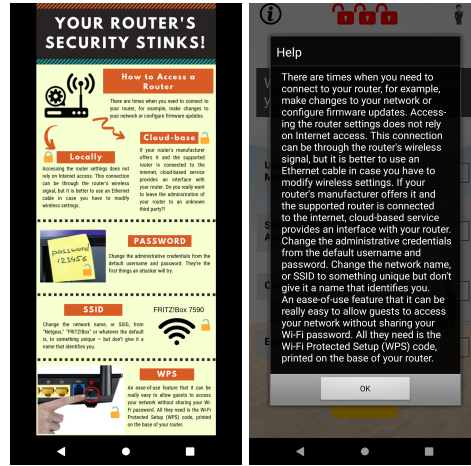 YOUR ROUTER'S
SECURITY STINKS!
How to Access a
Router
There are times when you need to connect to
your router, for example, make changes to
your network or configure firmware updates.
Cloud-base
If your router's manufacturer
offers it and the supported
router is connected to the
internet, cloud-based service
provides an interface with
your router. Do you really want
to leave the administration of
your router to an unknown
third party?!
Locally
Accessing the router settings does not
rely on Internet access. This connection
can be through the router's wireless
signal, but it is better to use an Ethernet
cable in case you have to modify
wireless settings.
password
123456
PASSWORD
Change the administrative credentials from the
default username and password. They're the
first things an attacker will try.
SSID
Change the network name, or SSID, from
"Netgear," "FRITZ!Box" or whatever the default
is, to something unique – but don't give it a
name that identifies you.
FRITZ!Box 7590
WPS
An ease-of-use feature that it can be
really easy to allow guests to access
your network without sharing your Wi-
Fi password. All they need is the Wi-Fi
Protected Setup (WPS) code, printed
on the base of your router.
Help
There are times when you need to
connect to your router, for example,
make changes to your network or
configure firmware updates. Access-
ing the router settings does not rely
on Internet access. This connection
can be through the router's wireless
signal, but it is better to use an
Ethernet cable in case you have to
modify wireless settings. If your
router's manufacturer offers it and
the supported router is connected
to the internet, cloud-based service
provides an interface with your router.
Change the administrative credentials
from the default username and
password. Change the network name,
or SSID to something unique but don't
give it a name that identifies you.
An ease-of-use feature that it can be
really easy to allow guests to access
your network without sharing your
Wi-Fi password. All they need is the
Wi-Fi Protected Setup (WPS) code,
printed on the base of your router.
OK